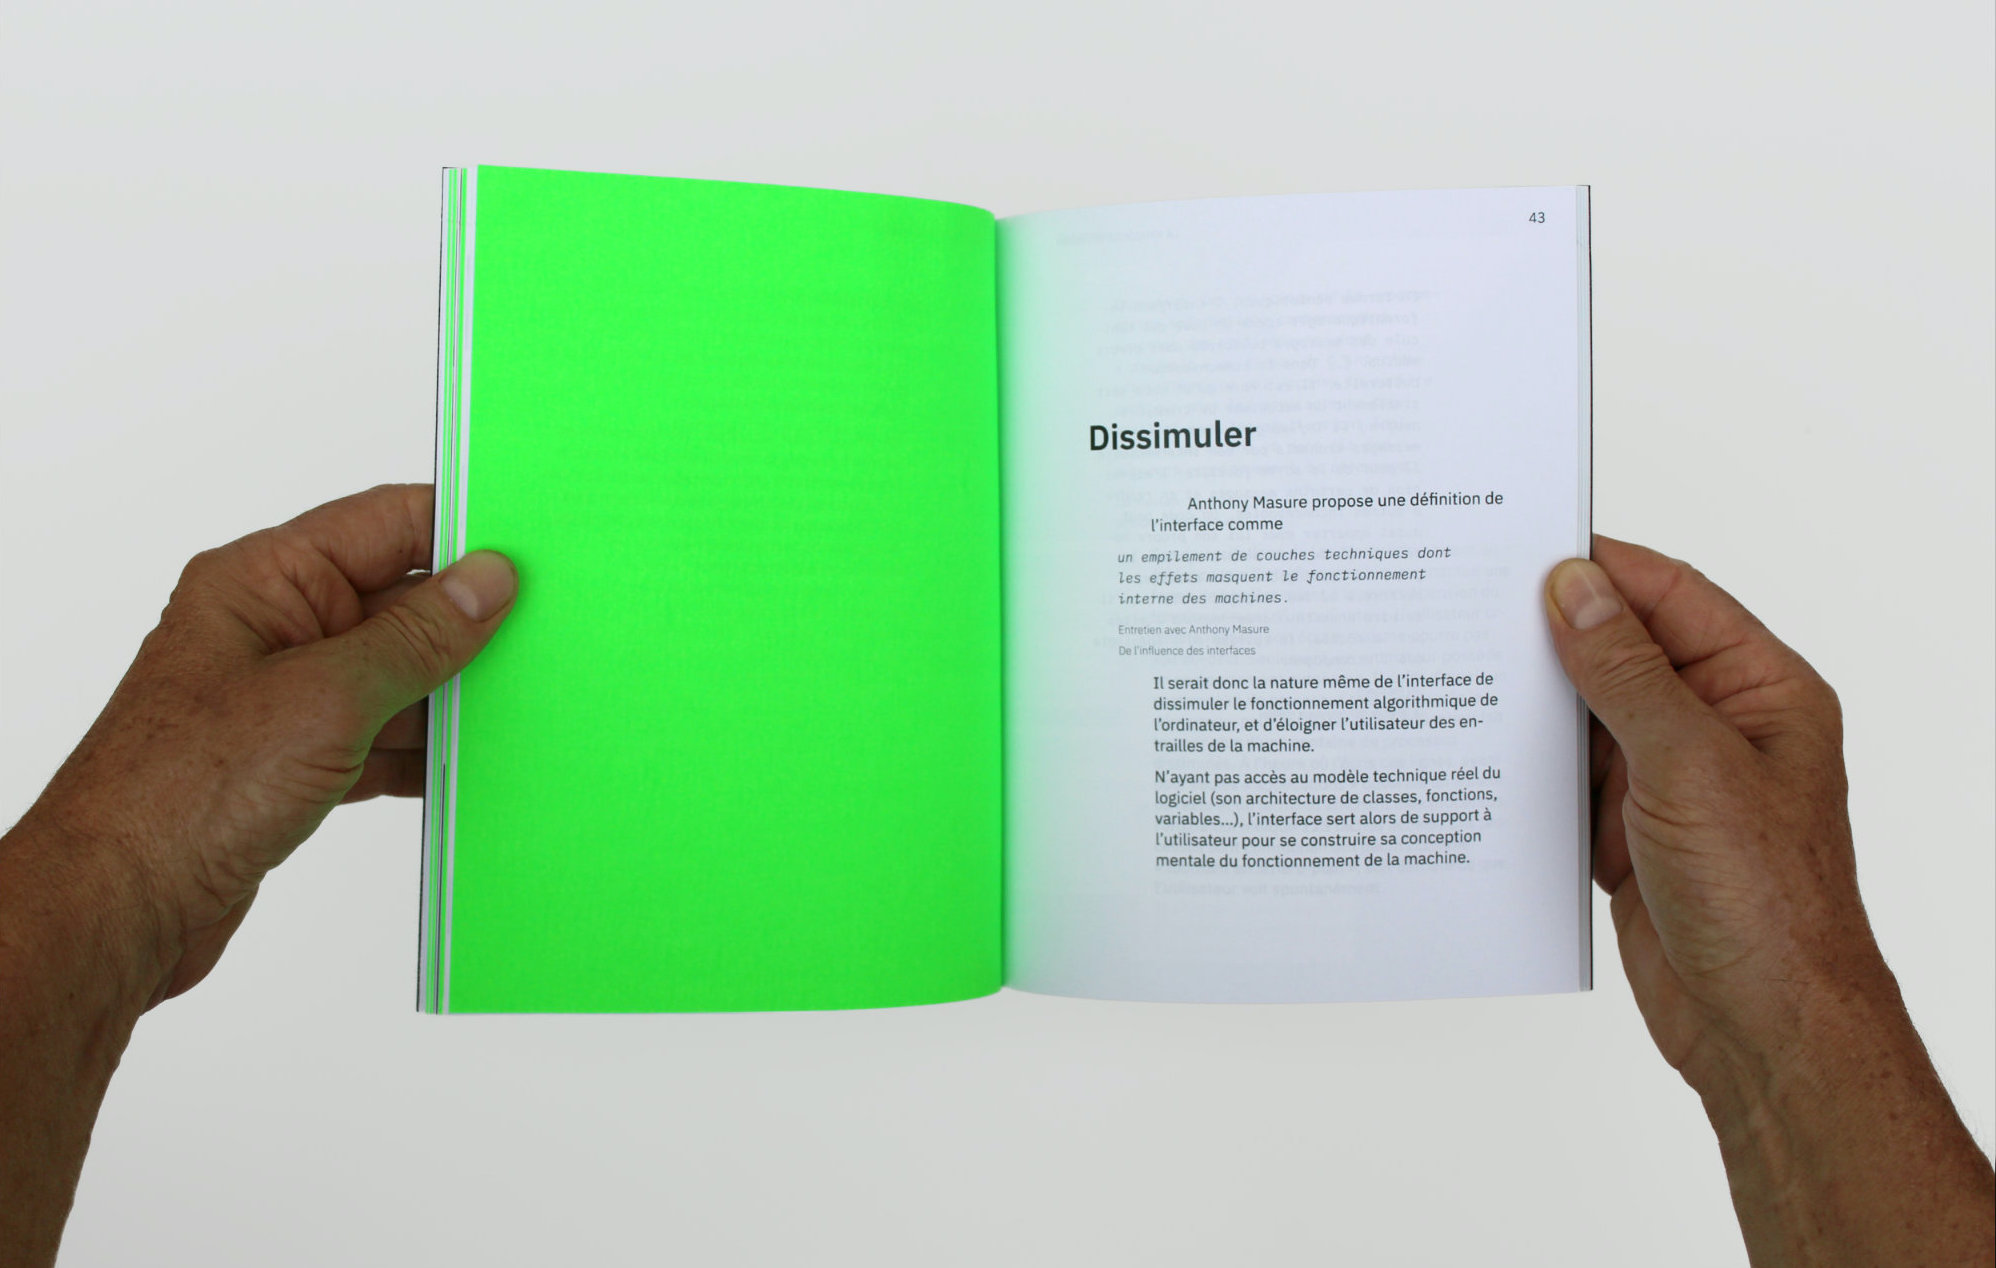 43
Dissimuler
Anthony Masure propose une définition de
l'interface comme
un empilement de couches techniques dont
les effets masquent le fonctionnement
interne des machines.
Entretien avec Anthony Masure
De l'influence des interfaces
Il serait donc la nature même de l'interface de
dissimuler le fonctionnement algorithmique de
l'ordinateur, et d'éloigner l'utilisateur des en-
trailles de la machine.
N'ayant pas accès au modèle technique réel du
logiciel (son architecture de classes, fonctions,
variables...), l'interface sert alors de support à
l'utilisateur pour se construire sa conception
mentale du fonctionnement de la machine.